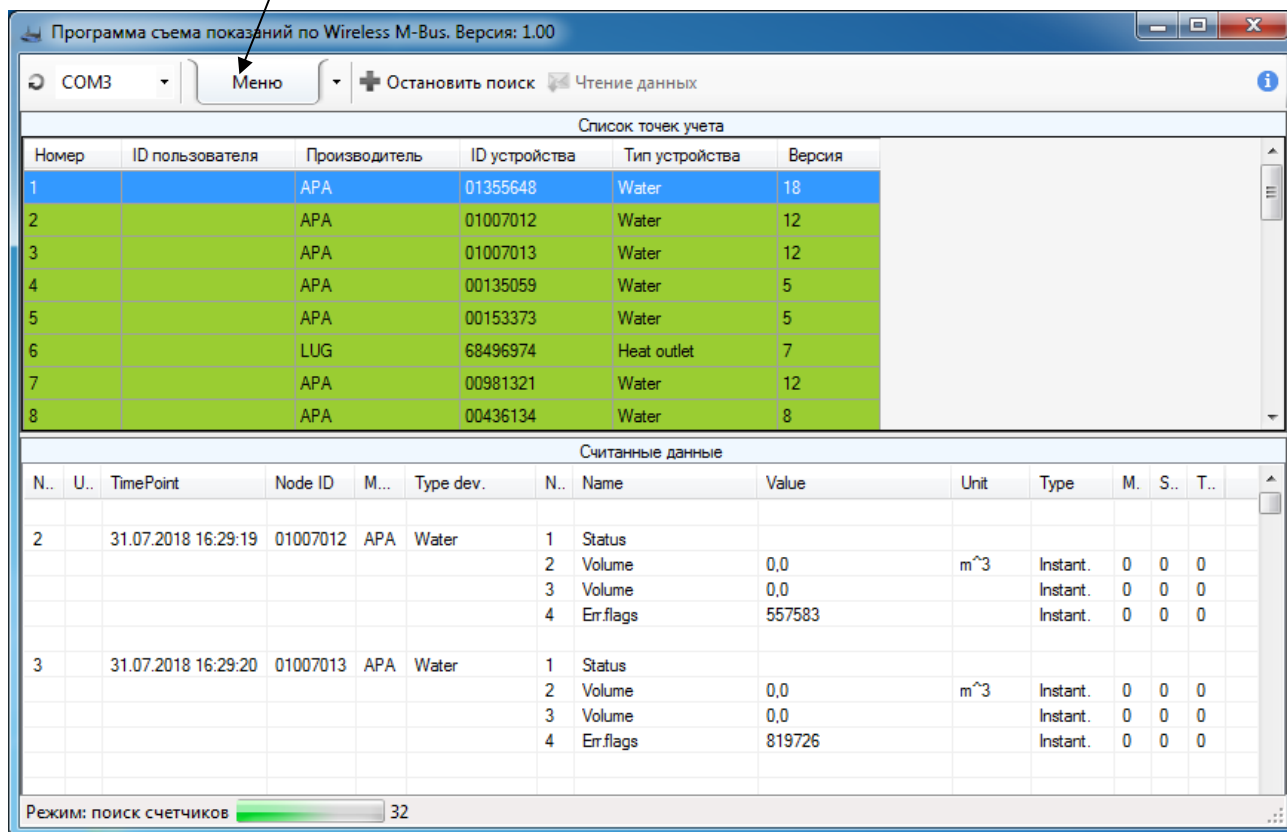 Программа съема показаний по Wireless M-Bus. Версия: 1.00
COM3 Меню Остановить поиск Чтение данных
Список точек учета
Номер ID пользователя Производитель ID устройства Тип устройства Версия
1 APA 01355648 Water 18
2 APA 01007012 Water 12
3 APA 01007013 Water 12
4 APA 00135059 Water 5
5 APA 00153373 Water 5
6 LUG 68496974 Heat outlet 7
7 APA 00981321 Water 12
8 APA 00436134 Water 8
Считанные данные
N.. U.. TimePoint Node ID M... Type dev. N.. Name Value Unit Type M. S.. T..
2 31.07.2018 16:29:19 01007012 APA Water 1 Status
2 Volume 0,0 m^3 Instant. 0 0 0
3 Volume 0,0 Instant. 0 0 0
4 Err.flags 557583 Instant. 0 0 0
3 31.07.2018 16:29:20 01007013 APA Water 1 Status
2 Volume 0,0 m^3 Instant. 0 0 0
3 Volume 0,0 Instant. 0 0 0
4 Err.flags 819726 Instant. 0 0 0
Режим: поиск счетчиков 32